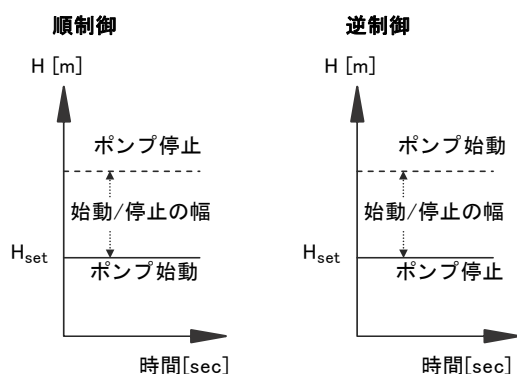 順制御
H [m]
ポンプ停止
始動/停止の幅
Hset
ポンプ始動
時間[sec]
逆制御
H [m]
ポンプ始動
始動/停止の幅
Hset
ポンプ停止
時間[sec]